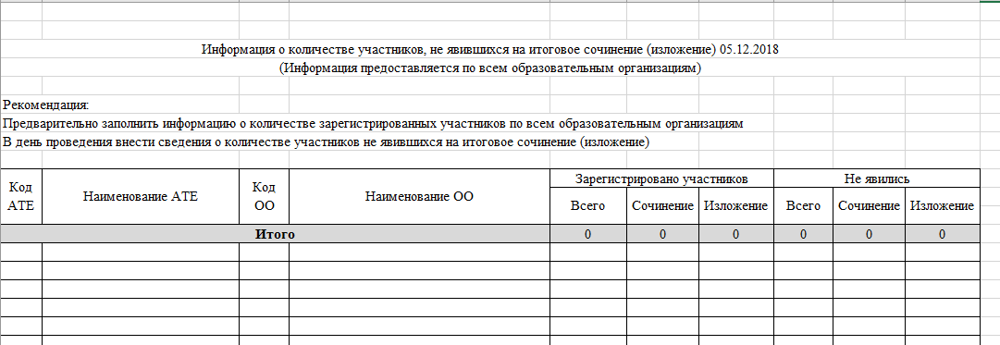 Информация о количестве участников, не явившихся на итоговое сочинение (изложение) 05.12.2018
(Информация предоставляется по всем образовательным организациям)
Рекомендация:
Предварительно заполнить информацию о количестве зарегистрированных участников по всем образовательным организациям
В день проведения внести сведения о количестве участников не явившихся на итоговое сочинение (изложение)
Код АТЕ Наименование АТЕ Код ОО Наименование ОО Зарегистрировано участников Не явились
Всего Сочинение Изложение Всего Сочинение Изложение
Итого 0 0 0 0 0 0